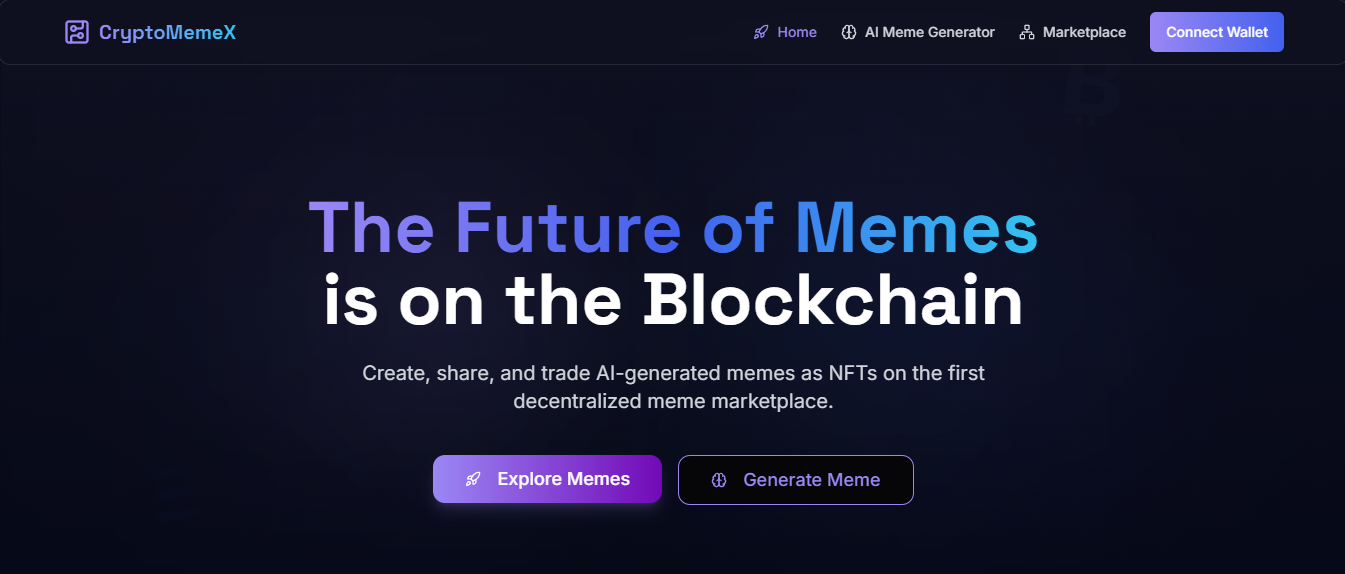 CryptoMemeX
Home
AI Meme Generator
Marketplace
Connect Wallet
The Future of Memes
is on the Blockchain
Create, share, and trade AI-generated memes as NFTs on the first
decentralized meme marketplace.
Explore Memes
Generate Meme